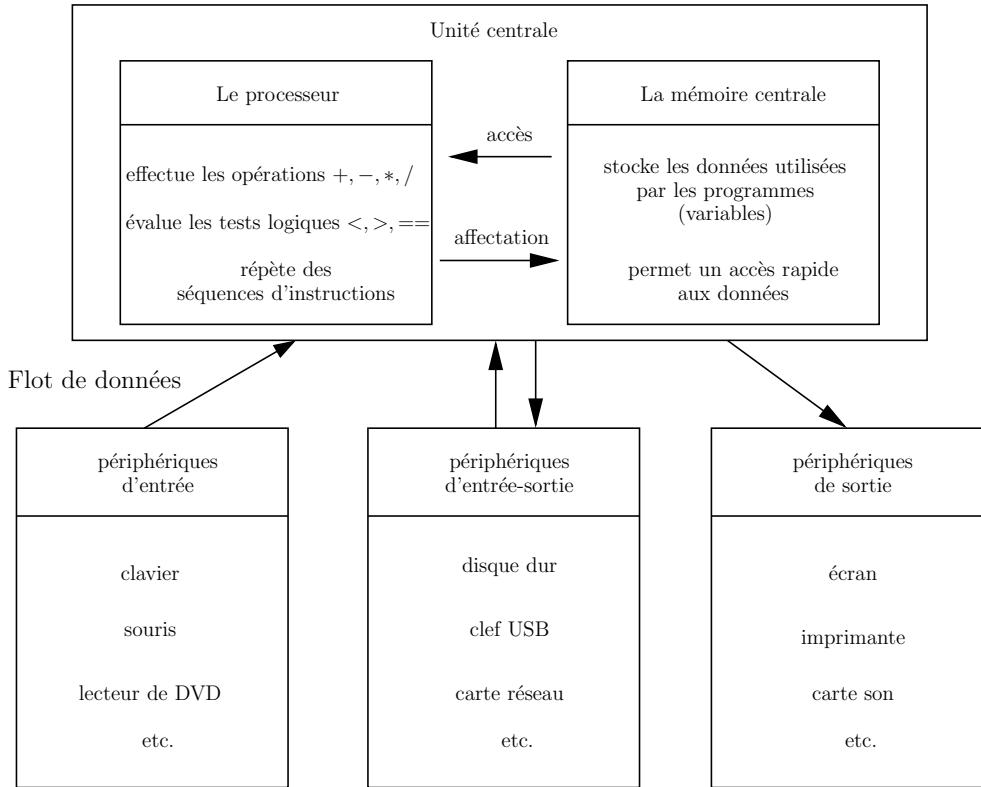 Unité centrale
Le processeur
effectue les opérations +, −, *, /
évalue les tests logiques <, >, ==
répète des
séquences d'instructions
accès
affectation
La mémoire centrale
stocke les données utilisées
par les programmes
(variables)
permet un accès rapide
aux données
Flot de données
périphériques
d'entrée
clavier
souris
lecteur de DVD
etc.
périphériques
d'entrée-sortie
disque dur
clef USB
carte réseau
etc.
périphériques
de sortie
écran
imprimante
carte son
etc.